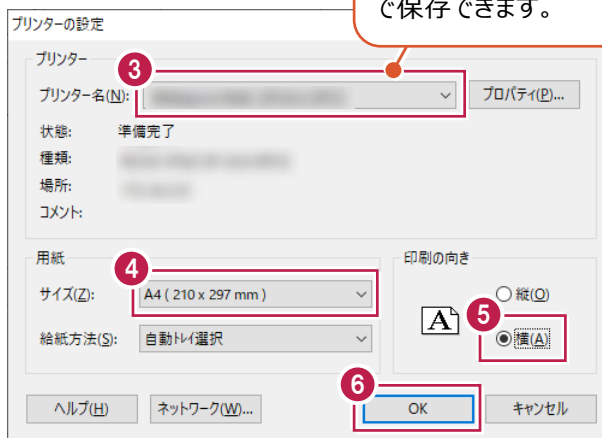 で保存できます。
プリンターの設定
プリンター
3
プリンター名(N):
プロパティ(P)...
状態: 準備完了
種類:
場所:
コメント:
用紙
印刷の向き
4
サイズ(Z): A4 ( 210 x 297 mm )
縦(O)
A
5
給紙方法(S): 自動トレイ選択
横(A)
6
ヘルプ(H) ネットワーク(W)... OK キャンセル